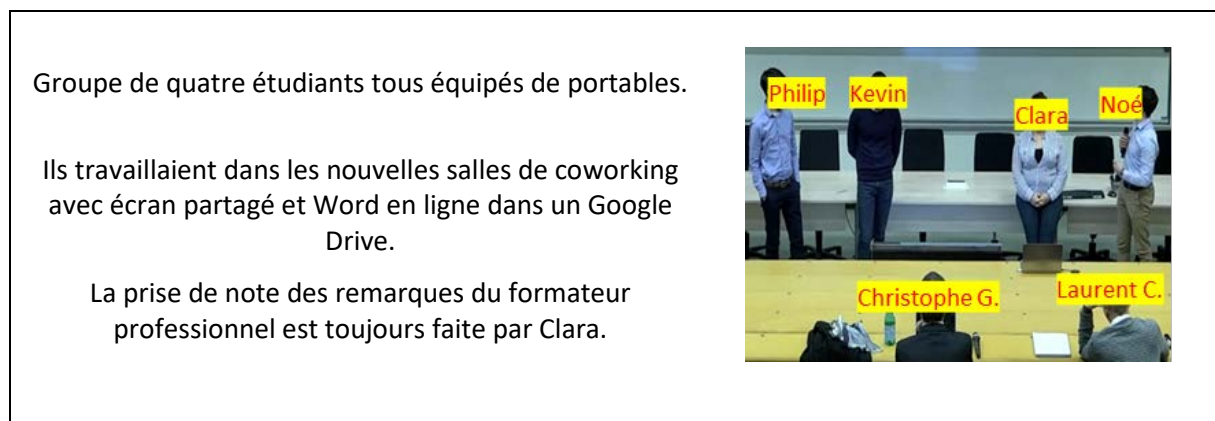 Groupe de quatre étudiants tous équipés de portables.
Ils travaillaient dans les nouvelles salles de coworking
avec écran partagé et Word en ligne dans un Google
Drive.
La prise de note des remarques du formateur
professionnel est toujours faite par Clara.
Philip
Kevin
Clara
Noé
Christophe G.
Laurent C.